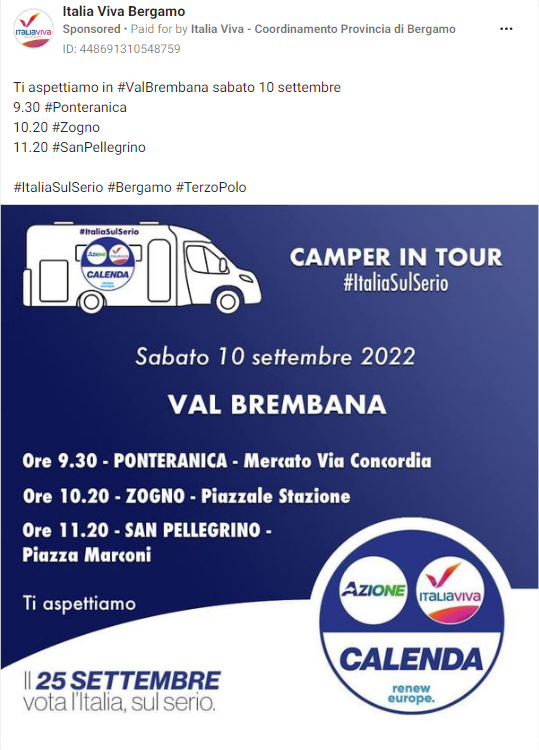 Italia Viva Bergamo
Sponsored • Paid for by Italia Viva - Coordinamento Provincia di Bergamo
ID: 448691310548759
Ti aspettiamo in #ValBrembana sabato 10 settembre
9.30 #Ponteranica
10.20 #Zogno
11.20 #SanPellegrino
#ItaliaSulSerio #Bergamo #TerzoPolo
#ItaliaSulSerio
AZIONE ITALIAVIVA
CALENDA
renew
europe.
CAMPER IN TOUR
#ItaliaSulSerio
Sabato 10 settembre 2022
VAL BREMBANA
Ore 9.30 - PONTERANICA - Mercato Via Concordia
Ore 10.20 - ZOGNO - Piazzale Stazione
Ore 11.20 - SAN PELLEGRINO -
Piazza Marconi
Ti aspettiamo
AZIONE ITALIAVIVA
CALENDA
renew
europe.
Il 25 SETTEMBRE
vota l'Italia, sul serio.